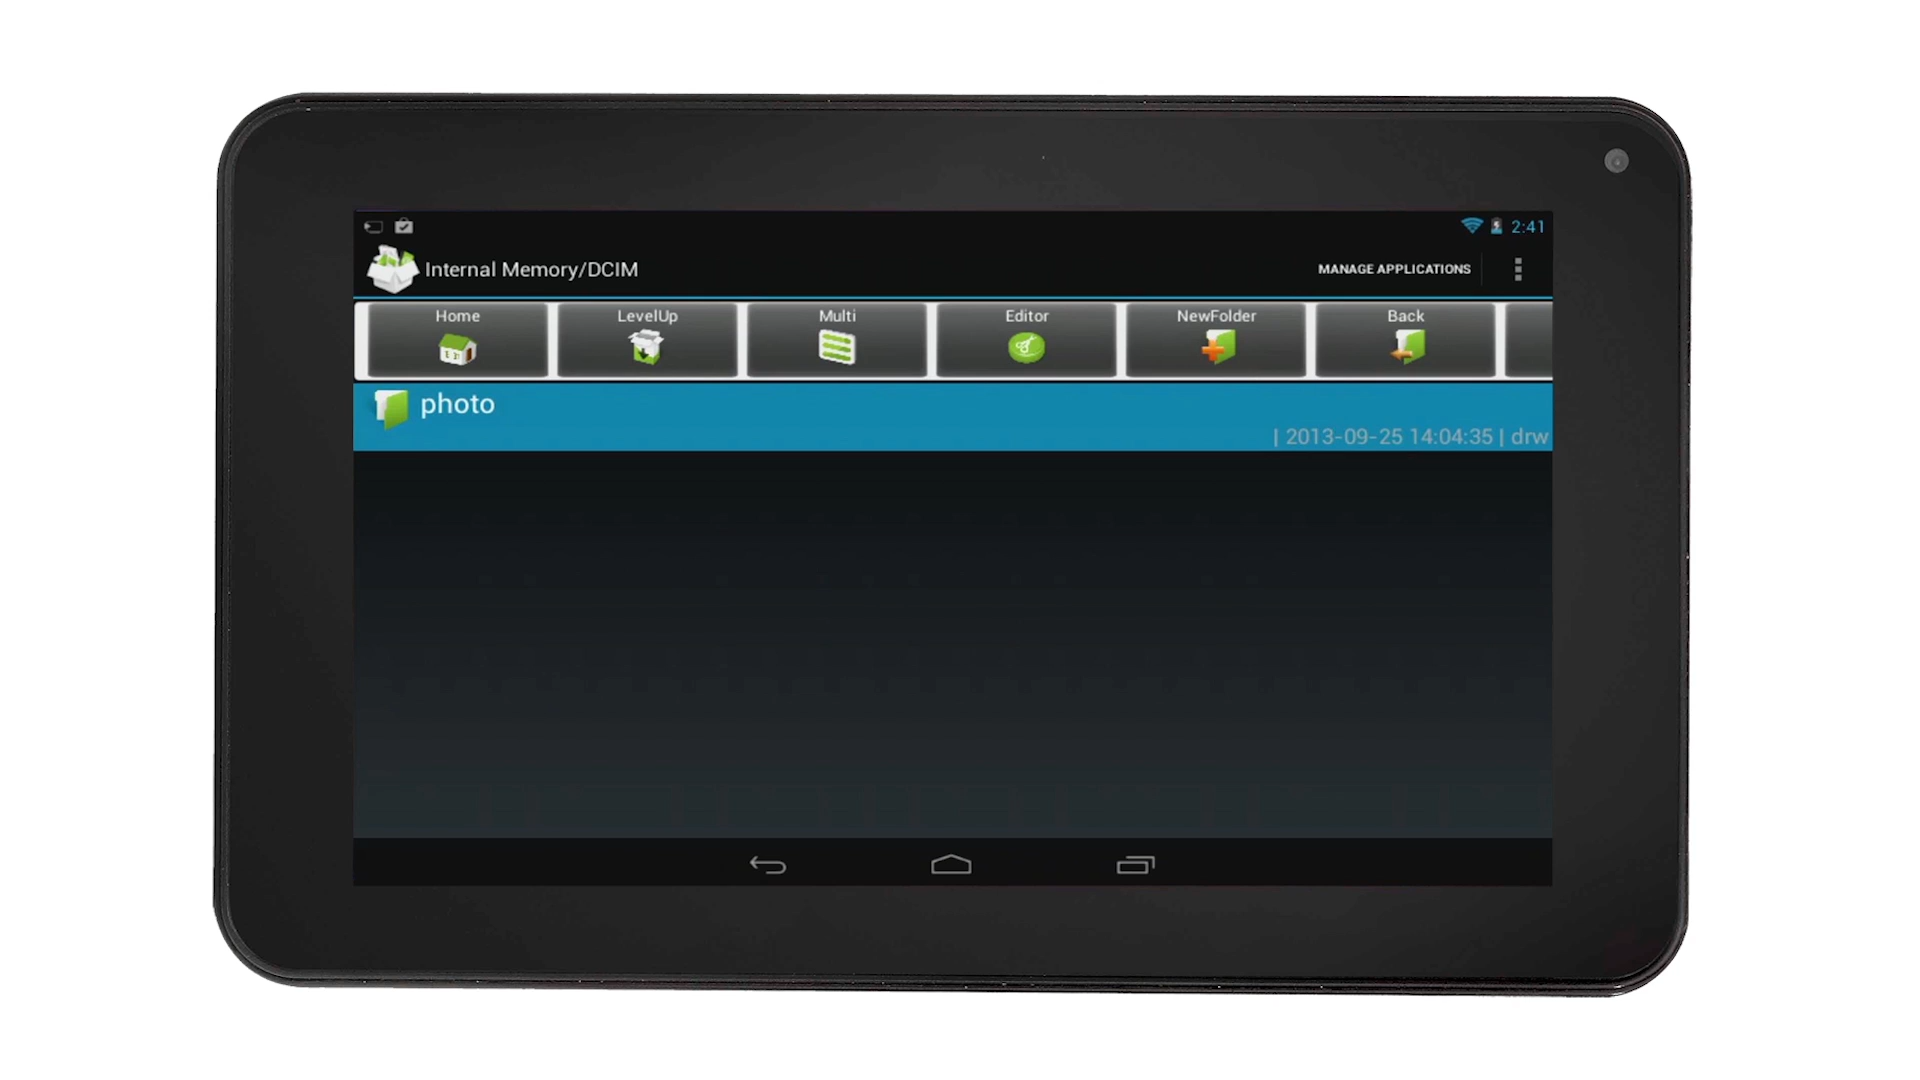 2:41
Internal Memory/DCIM
MANAGE APPLICATIONS
Home
LevelUp
Multi
Editor
NewFolder
Back
photo
| 2013-09-25 14:04:35 | drw